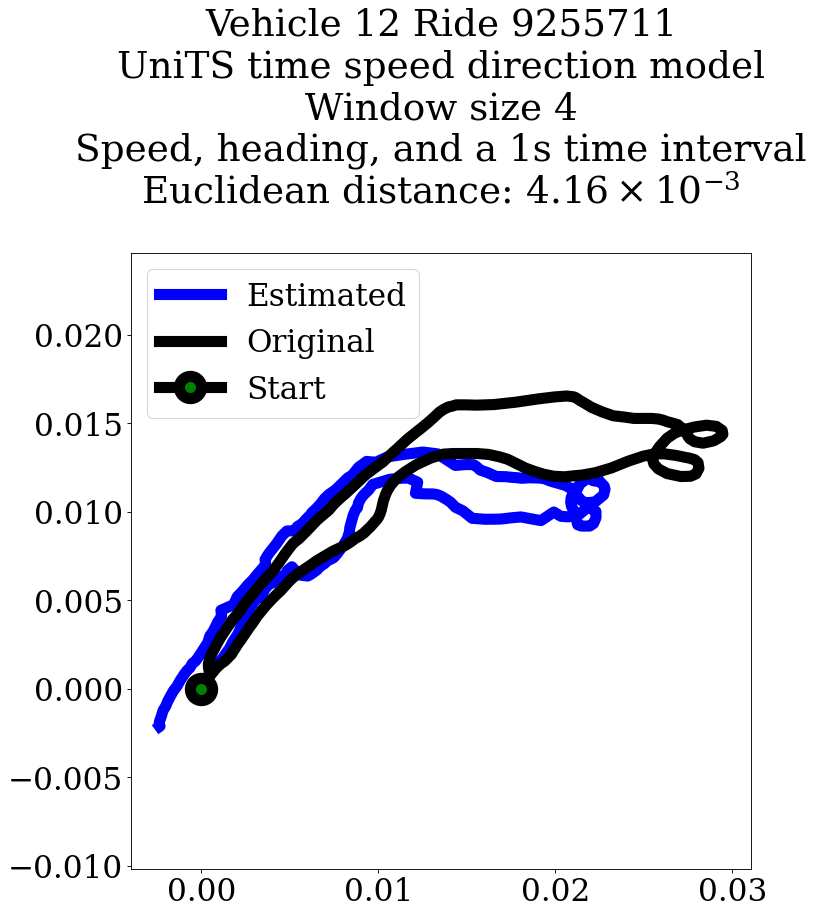 Vehicle 12 Ride 9255711
UniTS time speed direction model
Window size 4
Speed, heading, and a 1s time interval
Euclidean distance: 4.16 × 10⁻³
Estimated
Original
Start
0.020
0.015
0.010
0.005
0.000
−0.005
−0.010
0.00 0.01 0.02 0.03